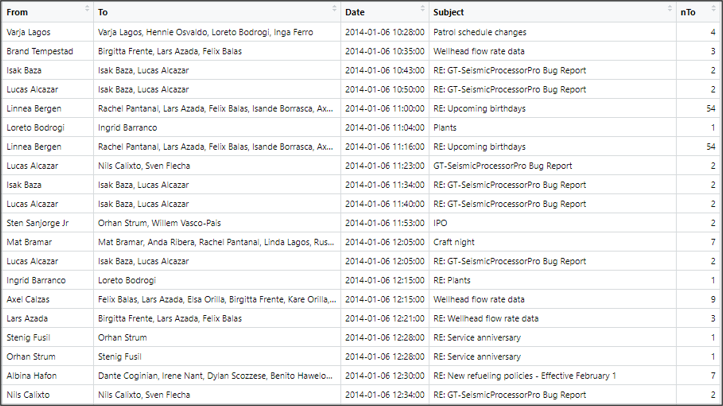 From To Date Subject nTo
Varja Lagos Varja Lagos, Hennie Osvaldo, Loreto Bodrogi, Inga Ferro 2014-01-06 10:28:00 Patrol schedule changes 4
Brand Tempestad Birgitta Frente, Lars Azada, Felix Balas 2014-01-06 10:35:00 Wellhead flow rate data 3
Isak Baza Isak Baza, Lucas Alcazar 2014-01-06 10:43:00 RE: GT-SeismicProcessorPro Bug Report 2
Lucas Alcazar Isak Baza, Lucas Alcazar 2014-01-06 10:50:00 RE: GT-SeismicProcessorPro Bug Report 2
Linnea Bergen Rachel Pantanal, Lars Azada, Felix Balas, Isande Borrasca, Ax... 2014-01-06 11:00:00 RE: Upcoming birthdays 54
Loreto Bodrogi Ingrid Barranco 2014-01-06 11:04:00 Plants 1
Linnea Bergen Rachel Pantanal, Lars Azada, Felix Balas, Isande Borrasca, Ax... 2014-01-06 11:16:00 RE: Upcoming birthdays 54
Lucas Alcazar Nils Calixto, Sven Flecha 2014-01-06 11:23:00 GT-SeismicProcessorPro Bug Report 2
Isak Baza Isak Baza, Lucas Alcazar 2014-01-06 11:34:00 RE: GT-SeismicProcessorPro Bug Report 2
Lucas Alcazar Isak Baza, Lucas Alcazar 2014-01-06 11:40:00 RE: GT-SeismicProcessorPro Bug Report 2
Sten Sanjorge Jr Orhan Strum, Willem Vasco-Pais 2014-01-06 11:53:00 IPO 2
Mat Bramar Mat Bramar, Anda Ribera, Rachel Pantanal, Linda Lagos, Rus... 2014-01-06 12:05:00 Craft night 7
Lucas Alcazar Isak Baza, Lucas Alcazar 2014-01-06 12:05:00 RE: GT-SeismicProcessorPro Bug Report 2
Ingrid Barranco Loreto Bodrogi 2014-01-06 12:15:00 RE: Plants 1
Axel Calzas Felix Balas, Lars Azada, Elsa Orilla, Birgitta Frente, Kare Orilla,... 2014-01-06 12:15:00 Wellhead flow rate data 9
Lars Azada Birgitta Frente, Lars Azada, Felix Balas 2014-01-06 12:21:00 RE: Wellhead flow rate data 3
Stenig Fusil Orhan Strum 2014-01-06 12:28:00 RE: Service anniversary 1
Orhan Strum Stenig Fusil 2014-01-06 12:28:00 RE: Service anniversary 1
Albina Hafon Dante Coginian, Irene Nant, Dylan Scozzese, Benito Hawelo... 2014-01-06 12:30:00 RE: New refueling policies - Effective February 1 7
Nils Calixto Nils Calixto, Sven Flecha 2014-01-06 12:34:00 RE: GT-SeismicProcessorPro Bug Report 2